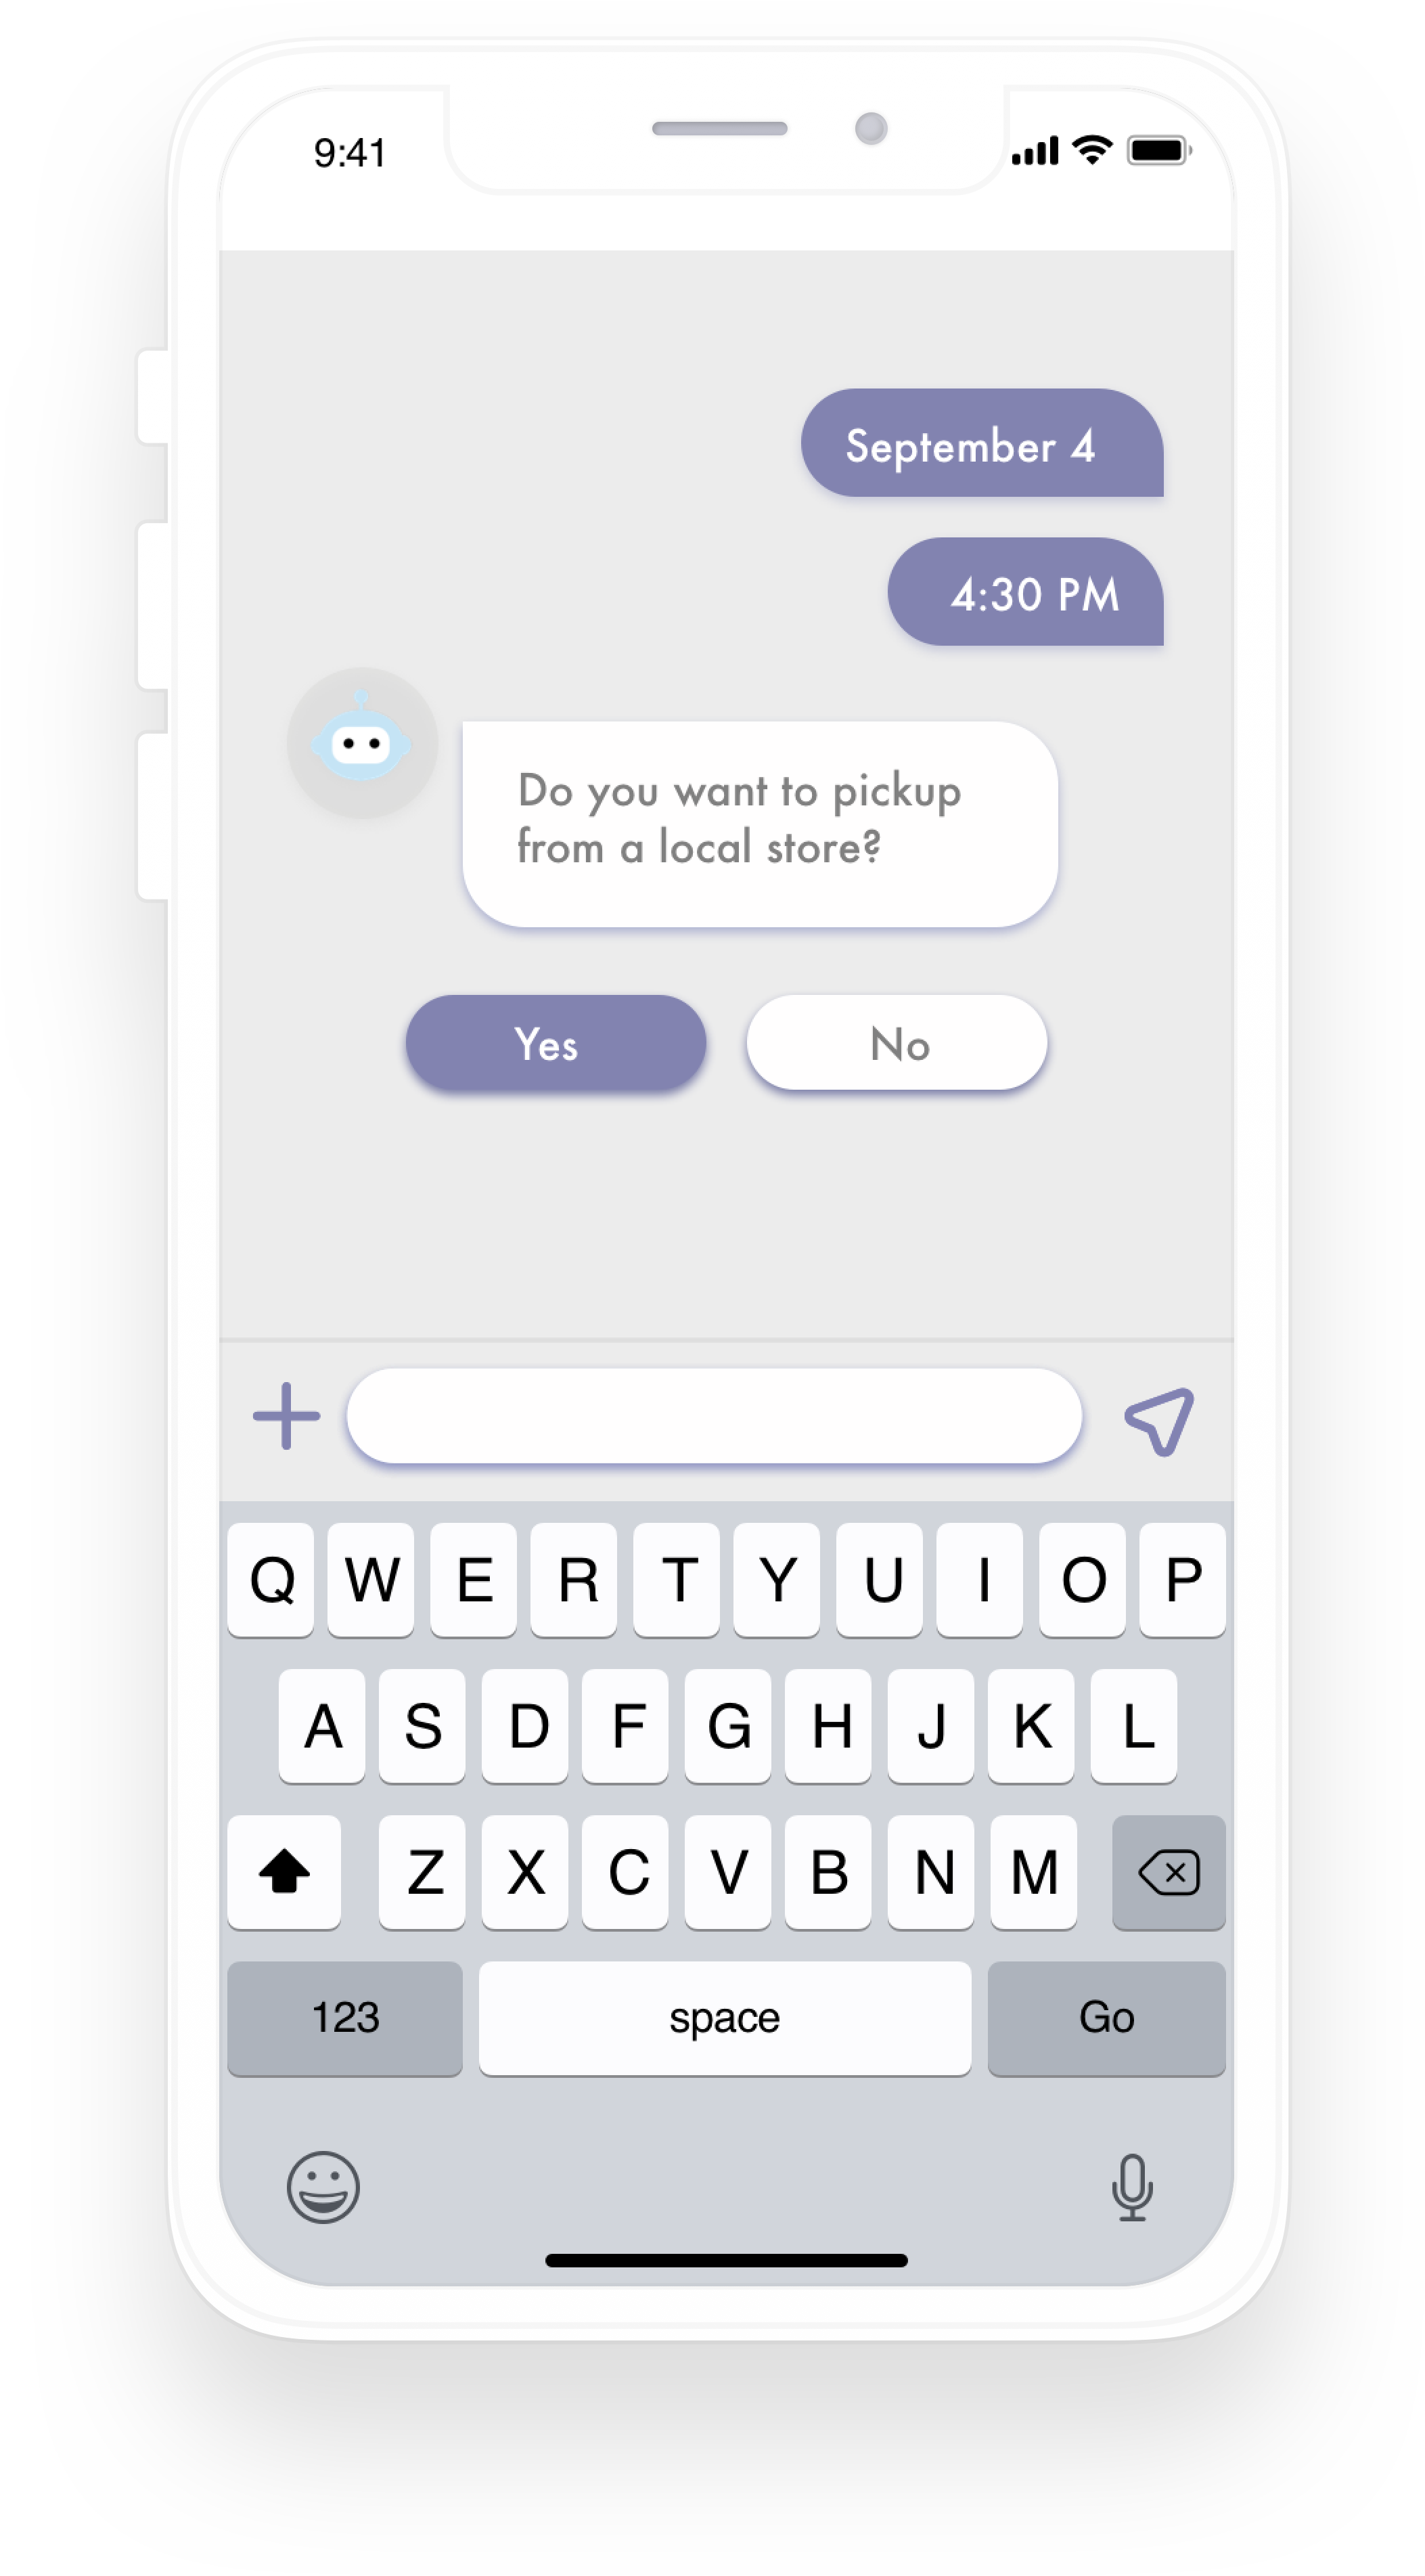 9:41
September 4
4:30 PM
Do you want to pickup
from a local store?
Yes No
Q W E R T Y U I O P
A S D F G H J K L
Z X C V B N M
123 space Go